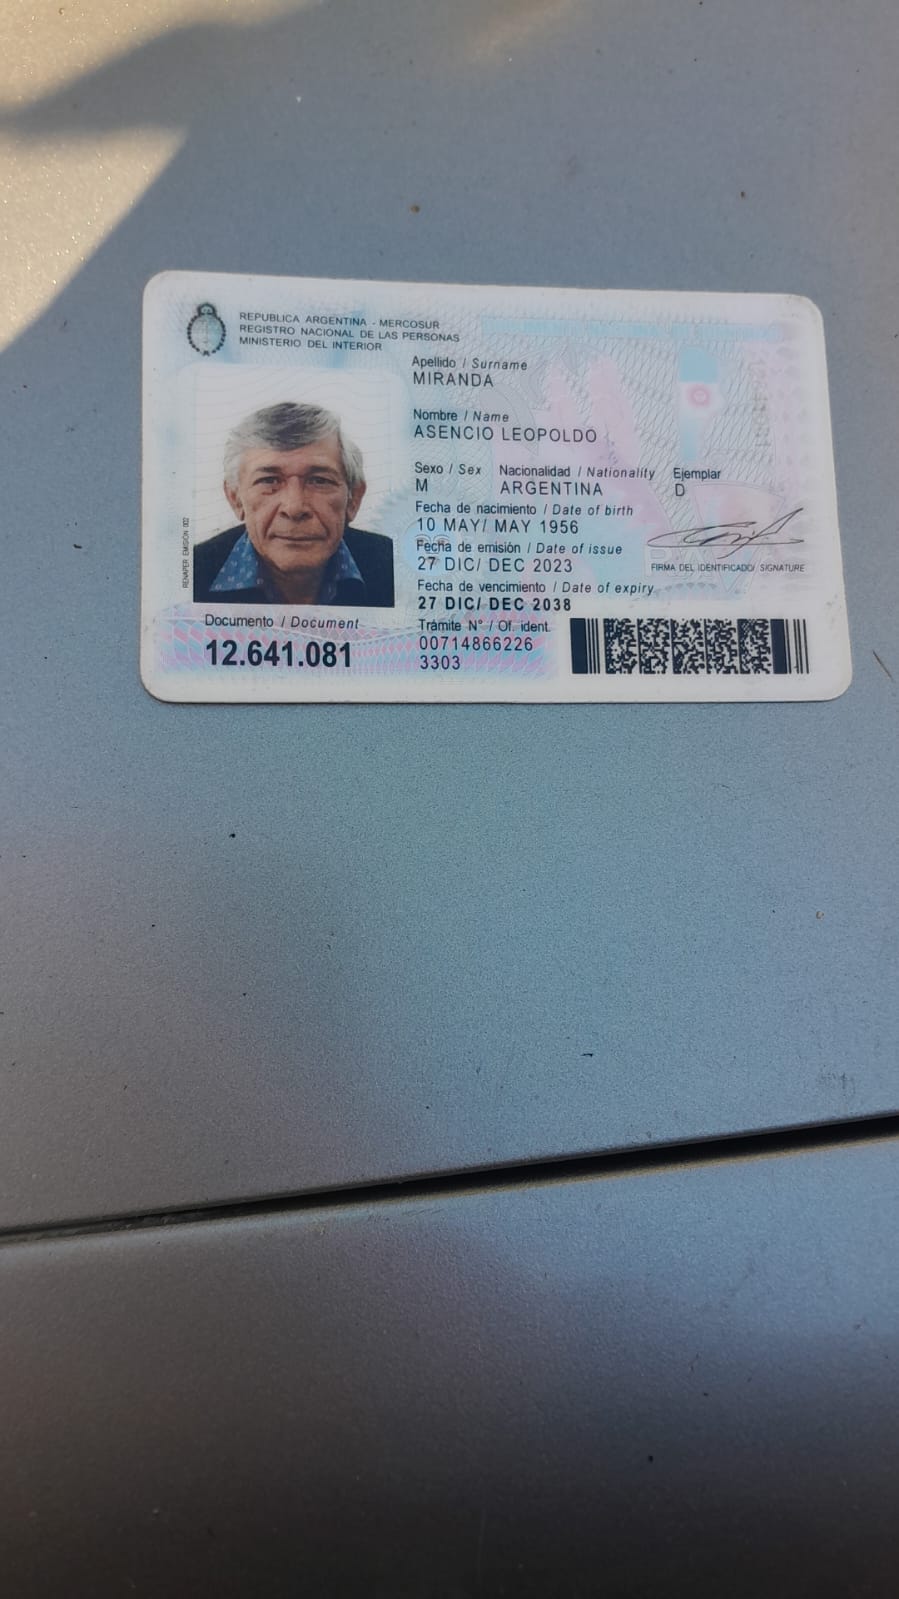 REPUBLICA ARGENTINA - MERCOSUR
REGISTRO NACIONAL DE LAS PERSONAS
MINISTERIO DEL INTERIOR
Apellido / Surname
MIRANDA
Nombre / Name
ASENCIO LEOPOLDO
Sexo / Sex Nacionalidad / Nationality Ejemplar
M ARGENTINA D
Fecha de nacimiento / Date of birth
10 MAY/ MAY 1956
Fecha de emisión / Date of issue
27 DIC/ DEC 2023
FIRMA DEL IDENTIFICADO/ SIGNATURE
Fecha de vencimiento / Date of expiry
27 DIC/ DEC 2038
Documento / Document
12.641.081
Trámite N° / Of. ident.
00714866226
3303
RENAPER EMISIÓN 002